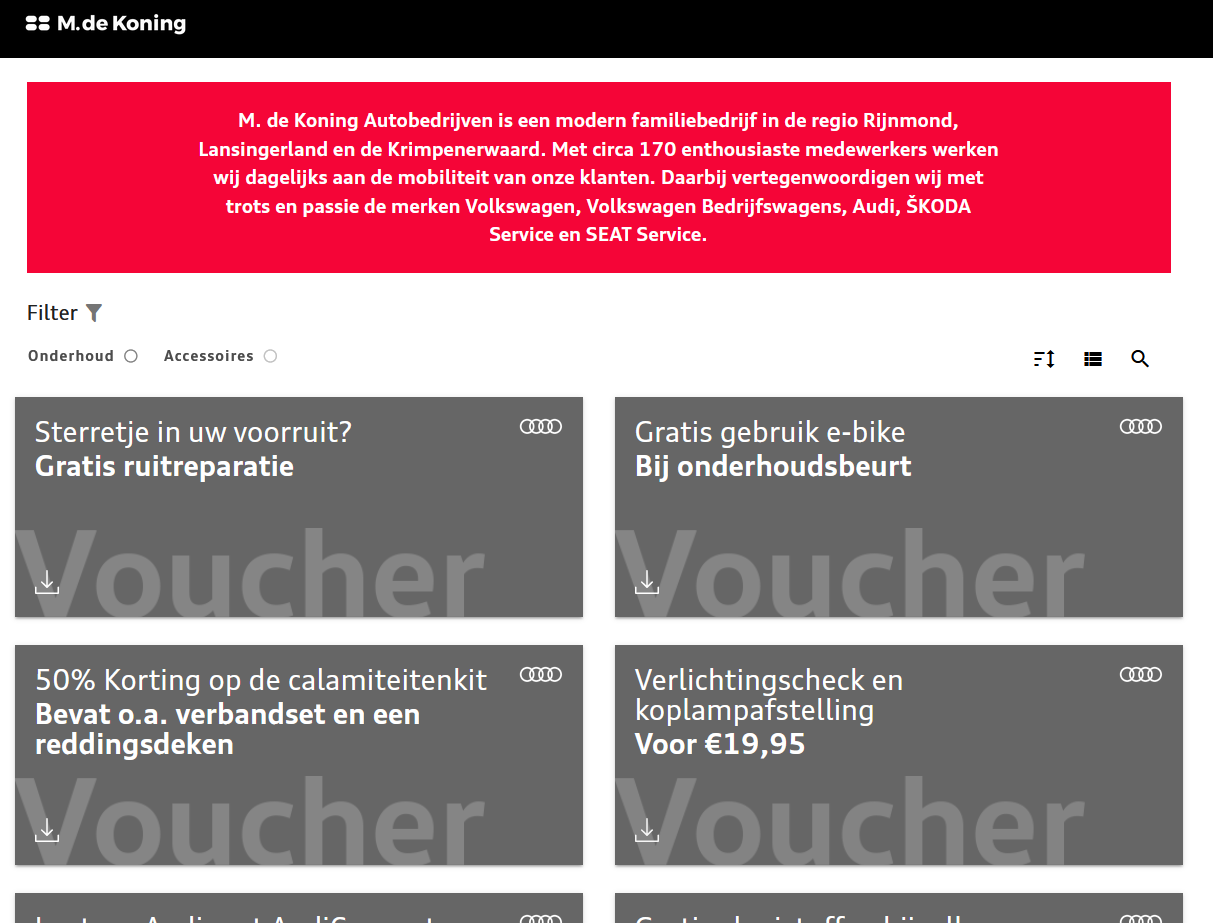 M.de Koning
M. de Koning Autobedrijven is een modern familiebedrijf in de regio Rijnmond,
Lansingerland en de Krimpenerwaard. Met circa 170 enthousiaste medewerkers werken
wij dagelijks aan de mobiliteit van onze klanten. Daarbij vertegenwoordigen wij met
trots en passie de merken Volkswagen, Volkswagen Bedrijfswagens, Audi, ŠKODA
Service en SEAT Service.
Filter
Onderhoud Accessoires
Sterretje in uw voorruit?
Gratis ruitreparatie
Voucher
Gratis gebruik e-bike
Bij onderhoudsbeurt
Voucher
50% Korting op de calamiteitenkit
Bevat o.a. verbandset en een
reddingsdeken
Voucher
Verlichtingscheck en
koplampafstelling
Voor €19,95
Voucher